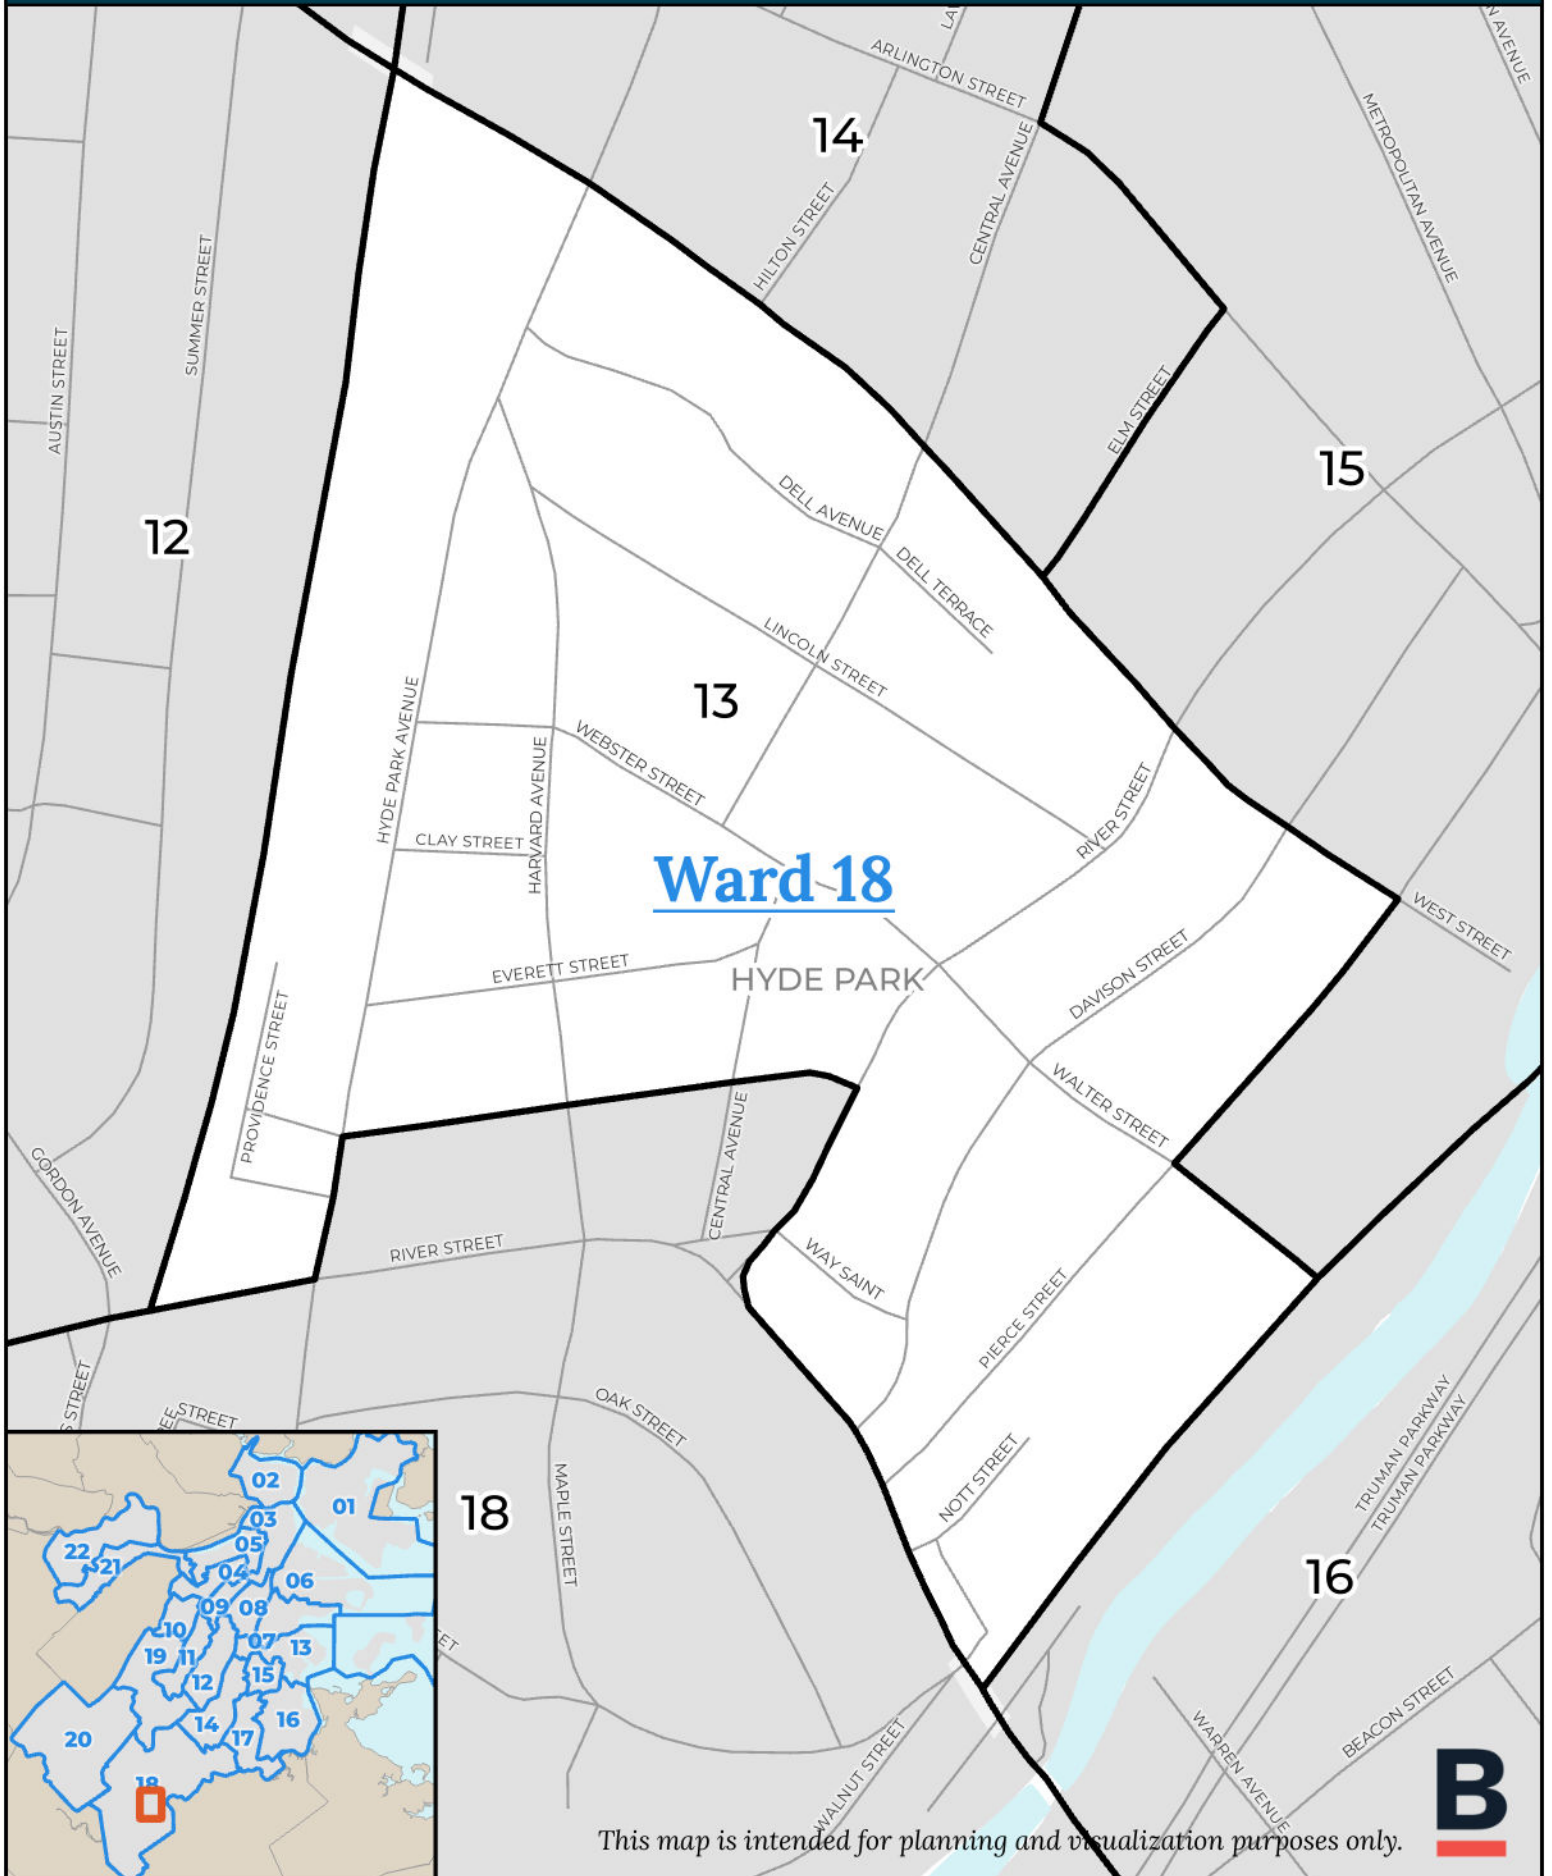 ARLINGTON STREET
14
METROPOLITAN AVENUE
N AVENUE
CENTRAL AVENUE
HILTON STREET
SUMMER STREET
AUSTIN STREET
ELM STREET
15
12
DELL AVENUE
DELL TERRACE
LINCOLN STREET
13
HYDE PARK AVENUE
WEBSTER STREET
HARVARD AVENUE
CLAY STREET
RIVER STREET
Ward 18
WEST STREET
EVERETT STREET
HYDE PARK
DAVISON STREET
PROVIDENCE STREET
WALTER STREET
CENTRAL AVENUE
GORDON AVENUE
RIVER STREET
WAY SAINT
PIERCE STREET
S STREET
EE STREET
OAK STREET
TRUMAN PARKWAY
TRUMAN PARKWAY
NOTT STREET
MAPLE STREET
18
16
ET
WALNUT STREET
WARREN AVENUE
BEACON STREET
02
01
03
05
22
21
04
06
09
08
10
07
13
19
11
12
15
14
16
17
20
18
This map is intended for planning and visualization purposes only.
B